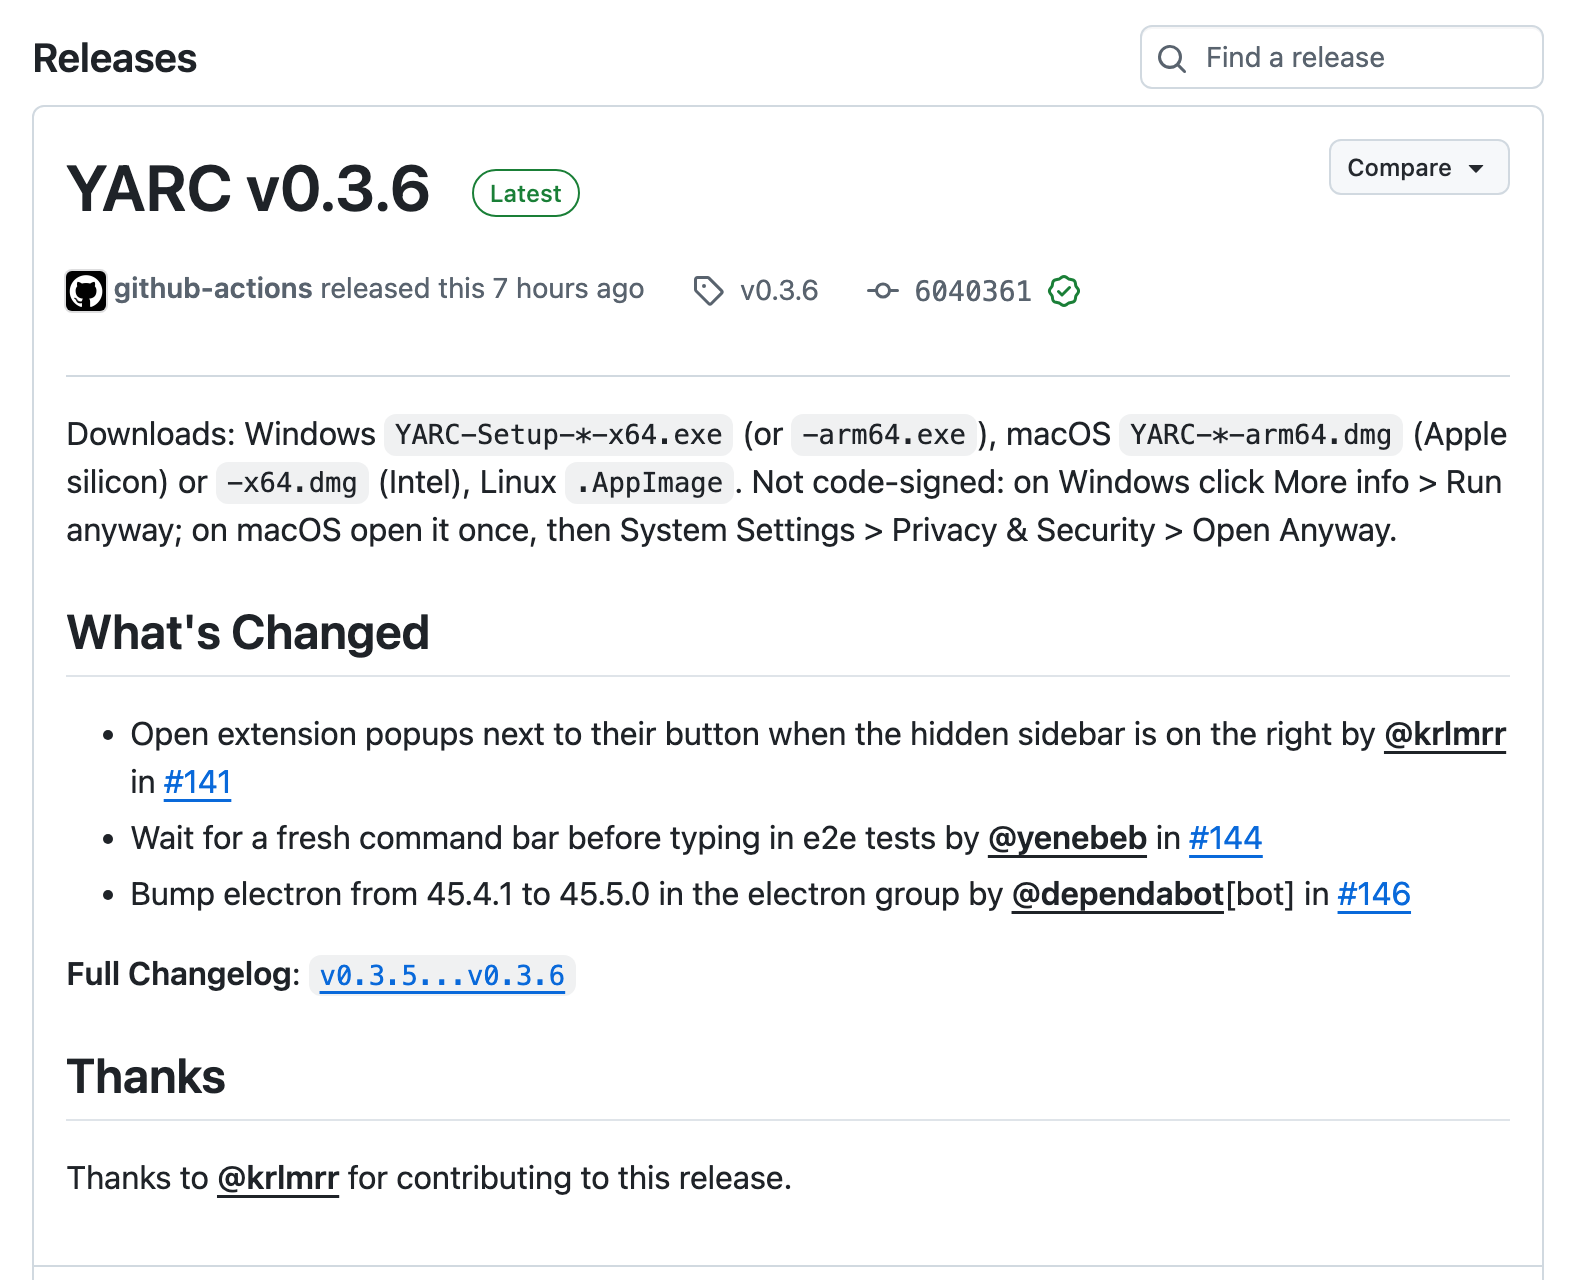 Releases
Find a release
YARC v0.3.6
Latest
Compare
github-actions released this 7 hours ago
v0.3.6
6040361
Downloads: Windows YARC-Setup-*-x64.exe (or -arm64.exe), macOS YARC-*-arm64.dmg (Apple
silicon) or -x64.dmg (Intel), Linux .AppImage. Not code-signed: on Windows click More info > Run
anyway; on macOS open it once, then System Settings > Privacy & Security > Open Anyway.
What's Changed
• Open extension popups next to their button when the hidden sidebar is on the right by @krlmrr
in #141
• Wait for a fresh command bar before typing in e2e tests by @yenebeb in #144
• Bump electron from 45.4.1 to 45.5.0 in the electron group by @dependabot[bot] in #146
Full Changelog: v0.3.5...v0.3.6
Thanks
Thanks to @krlmrr for contributing to this release.